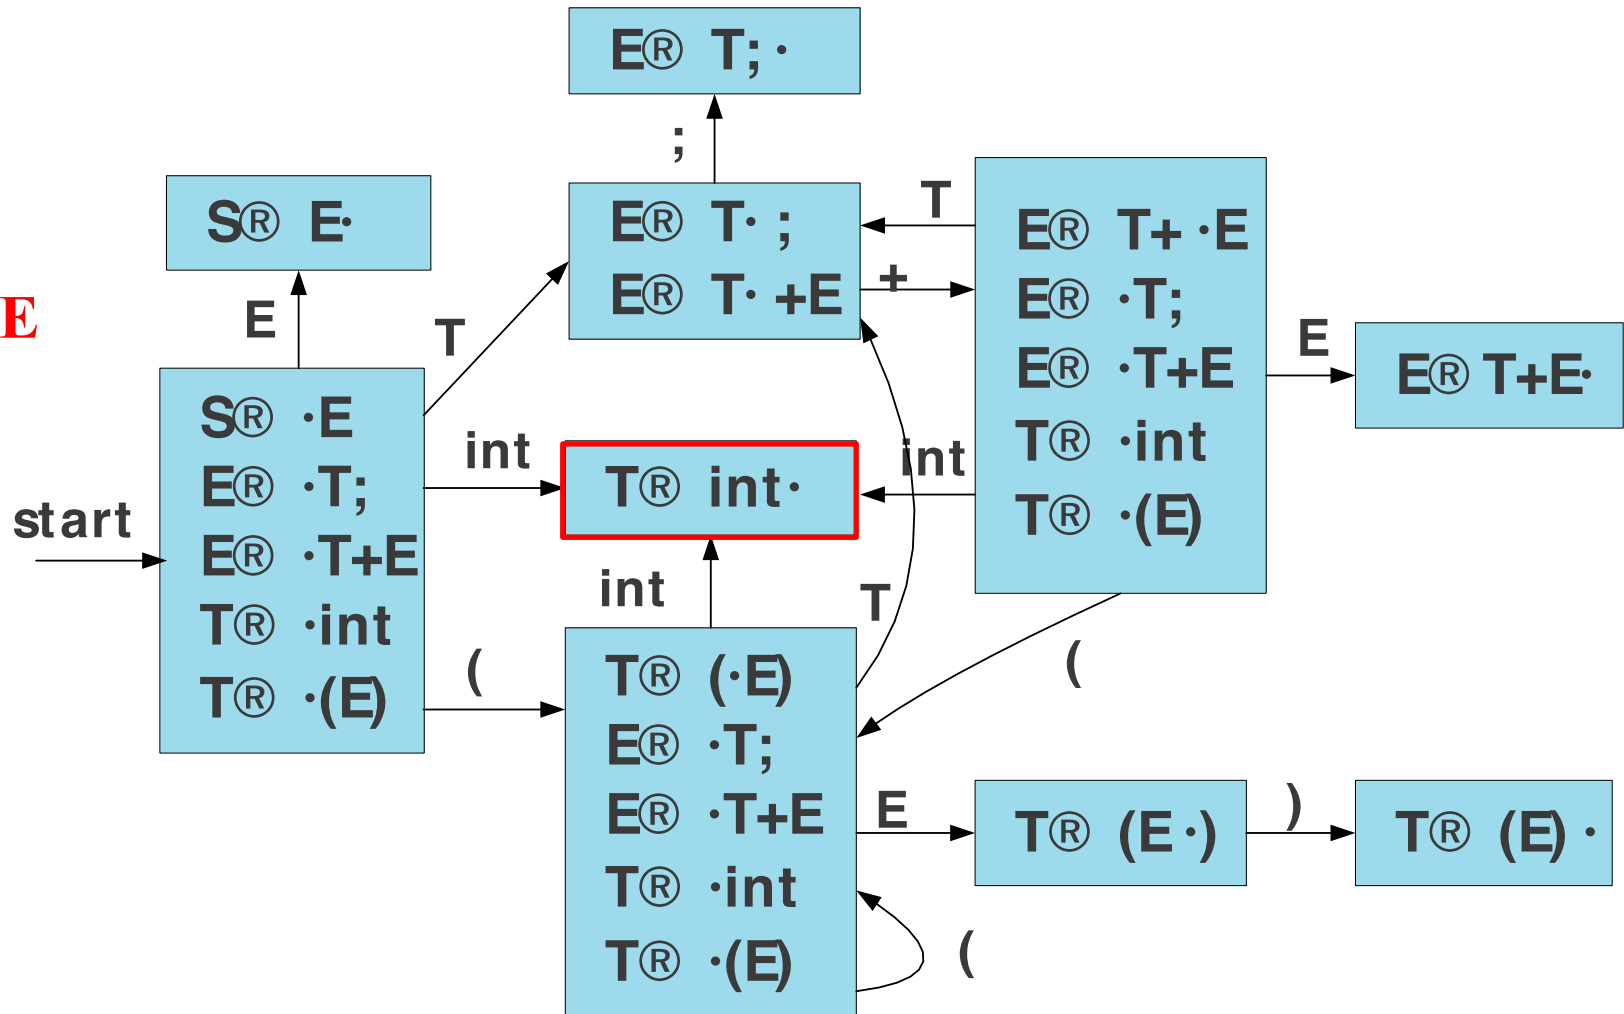 E® T; ·
;
S® E·
E® T· ;
E® T· +E
T
+
E® T+ ·E
E® ·T;
E® ·T+E
T® ·int
T® ·(E)
E
E
T
E
E® T+E·
S® ·E
E® ·T;
E® ·T+E
T® ·int
T® ·(E)
start
int
T® int·
int
int
T
(
(
T® (·E)
E® ·T;
E® ·T+E
T® ·int
T® ·(E)
E
T® (E·)
)
T® (E) ·
(